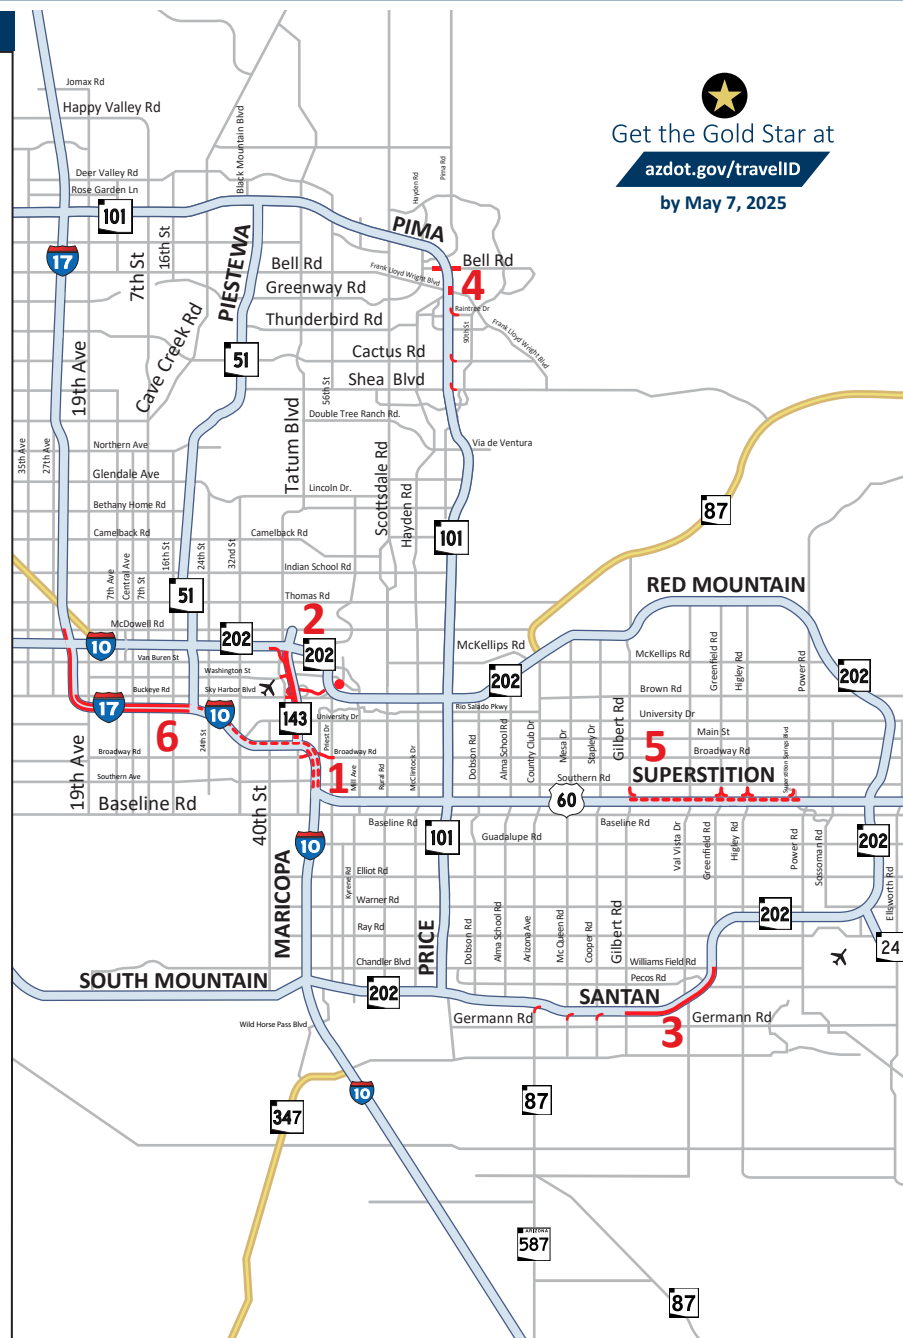 Jomax Rd
Happy Valley Rd
Black Mountain Blvd
Get the Gold Star at
azdot.gov/travelID
by May 7, 2025
Deer Valley Rd
Rose Garden Ln
Hayden Rd
Pima Rd
101
PIMA
17
7th St
16th St
PIESTEWA
Bell Rd
Frank Lloyd Wright Blvd
Bell Rd
4
Greenway Rd
Raintree Dr
Thunderbird Rd
90th St
Frank Lloyd Wright Blvd
19th Ave
Cave Creek Rd
51
Cactus Rd
Shea Blvd
56th St
Tatum Blvd
Double Tree Ranch Rd.
35th Ave
27th Ave
Northern Ave
Scottsdale Rd
Via de Ventura
Glendale Ave
Lincoln Dr.
Hayden Rd
Bethany Home Rd
87
Camelback Rd
Camelback Rd
101
7th Ave
Central Ave
7th St
16th St
24th St
32nd St
Indian School Rd
51
Thomas Rd
RED MOUNTAIN
2
McDowell Rd
10
202
202
McKellips Rd
McKellips Rd
Greenfield Rd
Higley Rd
Power Rd
202
Van Buren St
Washington St
202
Buckeye Rd
Sky Harbor Blvd
Brown Rd
17
10
143
University Dr
Rio Salado Pkwy
University Dr
6
24th St
Priest Dr
Dobson Rd
Alma School Rd
Country Club Dr
Mesa Dr
Stapley Dr
Gilbert Rd
5
Main St
Broadway Rd
Superstition Springs Blvd
Broadway Rd
Broadway Rd
19th Ave
Southern Ave
1
Mill Ave
Rural Rd
McClintock Dr
Southern Rd
SUPERSTITION
Baseline Rd
40th St
60
Baseline Rd
101
Guadalupe Rd
Baseline Rd
Val Vista Dr
Greenfield Rd
Higley Rd
Power Rd
Sossoman Rd
202
10
MARICOPA
Kyrene Rd
Elliot Rd
Ellsworth Rd
Warner Rd
Ray Rd
PRICE
Dobson Rd
Alma School Rd
Arizona Ave
Mc Queen Rd
Cooper Rd
Gilbert Rd
202
24
Chandler Blvd
Williams Field Rd
Pecos Rd
SOUTH MOUNTAIN
202
SANTAN
Wild Horse Pass Blvd
Germann Rd
3
Germann Rd
10
347
87
ARIZONA
587
87